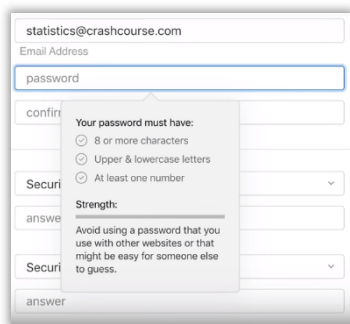 statistics@crashcourse.com
Email Address
password
confir
Your password must have:
8 or more characters
Upper & lowercase letters
At least one number
Securi
Strength:
answe
Avoid using a password that you
use with other websites or that
might be easy for someone else
to guess.
Securi
answer